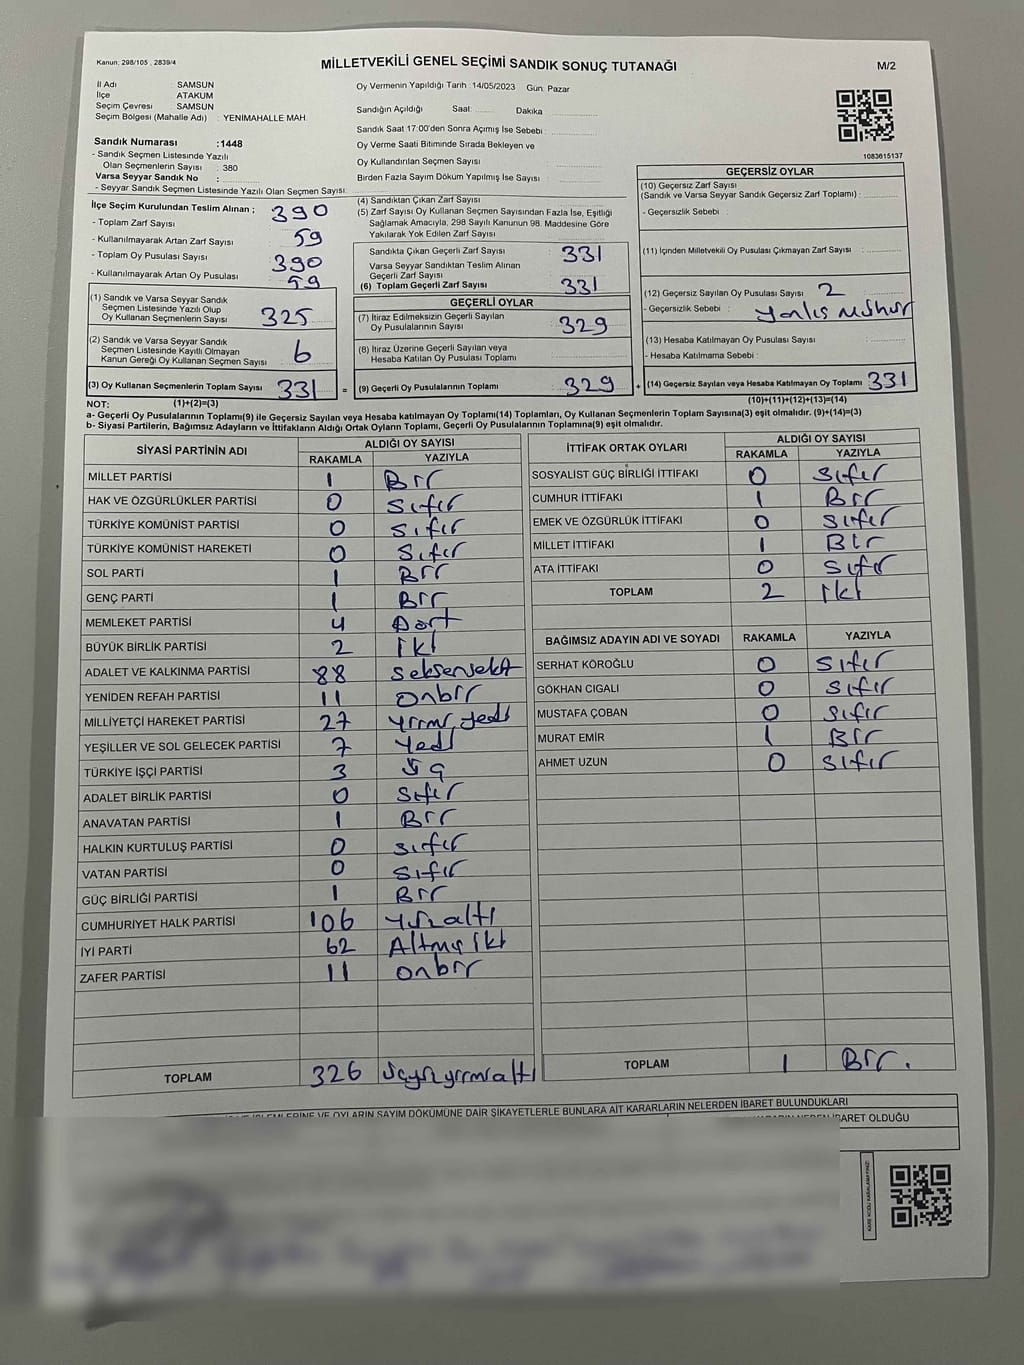 Kanun: 298/105 , 2839/4
MİLLETVEKİLİ GENEL SEÇİMİ SANDIK SONUÇ TUTANAĞI
M/2
İl Adı SAMSUN
İlçe ATAKUM
Seçim Çevresi SAMSUN
Seçim Bölgesi (Mahalle Adı) : YENIMAHALLE MAH.
Sandık Numarası :1448
- Sandık Seçmen Listesinde Yazılı
Olan Seçmenlerin Sayısı : 380
Varsa Seyyar Sandık No :
- Seyyar Sandık Seçmen Listesinde Yazılı Olan Seçmen Sayısı:
Oy Vermenin Yapıldığı Tarih : 14/05/2023 Gün: Pazar
Sandığın Açıldığı Saat: Dakika
Sandık Saat 17:00'den Sonra Açımış İse Sebebi :
Oy Verme Saati Bitiminde Sırada Bekleyen ve
Oy Kullandırılan Seçmen Sayısı
Birden Fazla Sayım Döküm Yapılmış İse Sayısı :
1083615137
İlçe Seçim Kurulundan Teslim Alınan ; 390
- Toplam Zarf Sayısı
- Kullanılmayarak Artan Zarf Sayısı 59
- Toplam Oy Pusulası Sayısı 390
- Kullanılmayarak Artan Oy Pusulası 59
(1) Sandık ve Varsa Seyyar Sandık
Seçmen Listesinde Yazılı Olup
Oy Kullanan Seçmenlerin Sayısı 325
(2) Sandık ve Varsa Seyyar Sandık
Seçmen Listesinde Kayıtlı Olmayan
Kanun Gereği Oy Kullanan Seçmen Sayısı 6
(3) Oy Kullanan Seçmenlerin Toplam Sayısı 331 =
(4) Sandıktan Çıkan Zarf Sayısı
(5) Zarf Sayısı Oy Kullanan Seçmen Sayısından Fazla İse, Eşitliği
Sağlamak Amacıyla, 298 Sayılı Kanunun 98. Maddesine Göre
Yakılarak Yok Edilen Zarf Sayısı
Sandıkta Çıkan Geçerli Zarf Sayısı 331
Varsa Seyyar Sandıktan Teslim Alınan
Geçerli Zarf Sayısı
(6) Toplam Geçerli Zarf Sayısı 331
GEÇERLİ OYLAR
(7) İtiraz Edilmeksizin Geçerli Sayılan
Oy Pusulalarının Sayısı 329
(8) İtiraz Üzerine Geçerli Sayılan veya
Hesaba Katılan Oy Pusulası Toplamı
(9) Geçerli Oy Pusulalarının Toplamı 329 +
GEÇERSİZ OYLAR
(10) Geçersiz Zarf Sayısı
(Sandık ve Varsa Seyyar Sandık Geçersiz Zarf Toplamı) :
- Geçersizlik Sebebi :
(11) İçinden Milletvekili Oy Pusulası Çıkmayan Zarf Sayısı :
(12) Geçersiz Sayılan Oy Pusulası Sayısı 2
- Geçersizlik Sebebi : yanlış mühür
(13) Hesaba Katılmayan Oy Pusulası Sayısı :
- Hesaba Katılmama Sebebi :
(14) Geçersiz Sayılan veya Hesaba Katılmayan Oy Toplamı 331
NOT: (1)+(2)=(3) (10)+(11)+(12)+(13)=(14)
a- Geçerli Oy Pusulalarının Toplamı(9) ile Geçersiz Sayılan veya Hesaba katılmayan Oy Toplamı(14) Toplamları, Oy Kullanan Seçmenlerin Toplam Sayısına(3) eşit olmalıdır. (9)+(14)=(3)
b- Siyasi Partilerin, Bağımsız Adayların ve İttifakların Aldığı Ortak Oyların Toplamı, Geçerli Oy Pusulalarının Toplamına(9) eşit olmalıdır.
SİYASİ PARTİNİN ADI ALDIĞI OY SAYISI
RAKAMLA YAZIYLA
MİLLET PARTİSİ 1 Bir
HAK VE ÖZGÜRLÜKLER PARTİSİ 0 Sıfır
TÜRKİYE KOMÜNİST PARTİSİ 0 Sıfır
TÜRKİYE KOMÜNİST HAREKETİ 0 Sıfır
SOL PARTİ 1 Bir
GENÇ PARTİ 1 Bir
MEMLEKET PARTİSİ 4 Dört
BÜYÜK BİRLİK PARTİSİ 2 iki
ADALET VE KALKINMA PARTİSİ 88 seksensekiz
YENİDEN REFAH PARTİSİ 11 Onbir
MİLLİYETÇİ HAREKET PARTİSİ 27 yirmi yedi
YEŞİLLER VE SOL GELECEK PARTİSİ 7 Yedi
TÜRKİYE İŞÇİ PARTİSİ 3 Üç
ADALET BİRLİK PARTİSİ 0 Sıfır
ANAVATAN PARTİSİ 1 Bir
HALKIN KURTULUŞ PARTİSİ 0 sıfır
VATAN PARTİSİ 0 Sıfır
GÜÇ BİRLİĞİ PARTİSİ 1 Bir
CUMHURİYET HALK PARTİSİ 106 yüzaltı
İYİ PARTİ 62 Altmış iki
ZAFER PARTİSİ 11 onbir
TOPLAM 326 üçyüzyirmialtı
İTTİFAK ORTAK OYLARI ALDIĞI OY SAYISI
RAKAMLA YAZIYLA
SOSYALIST GÜÇ BİRLİĞİ İTTIFAKI 0 Sıfır
CUMHUR İTTİFAKI 1 Bir
EMEK VE ÖZGÜRLÜK İTTİFAKI 0 Sıfır
MİLLET İTTİFAKI 1 Bir
ATA İTTİFAKI 0 Sıfır
TOPLAM 2 iki
BAĞIMSIZ ADAYIN ADI VE SOYADI RAKAMLA YAZIYLA
SERHAT KÖROĞLU 0 Sıfır
GÖKHAN CIGALI 0 Sıfır
MUSTAFA ÇOBAN 0 Sıfır
MURAT EMİR 1 Bir
AHMET UZUN 0 Sıfır
TOPLAM 1 Bir.
OYLARIN SAYIM DÖKÜMÜNE DAİR ŞİKAYETLERLE BUNLARA AİT KARARLARIN NELERDEN İBARET BULUNDUKLARI
NEDEN İBARET OLDUĞU